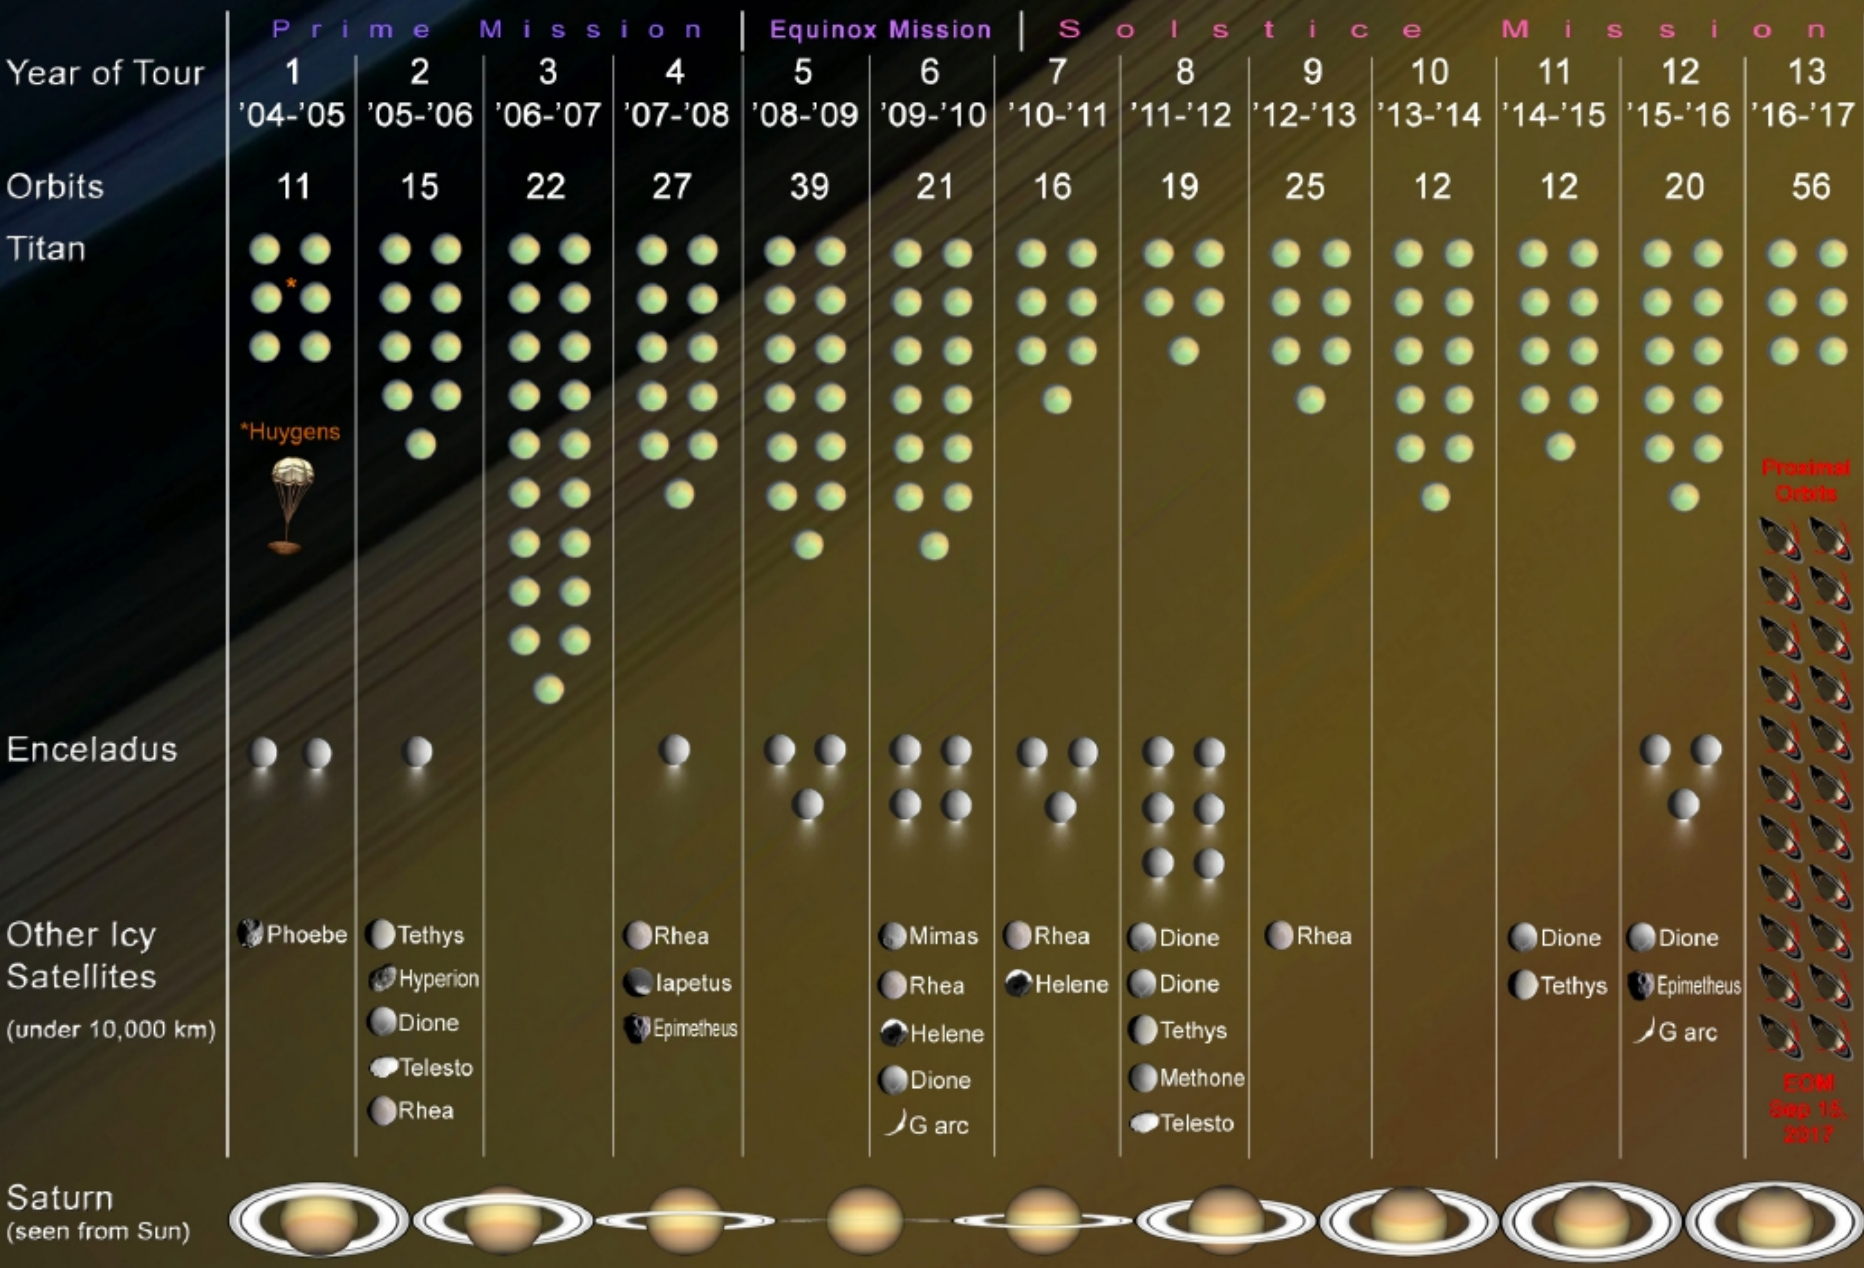 Prime Mission Equinox Mission Solstice Mission
Year of Tour 1 2 3 4 5 6 7 8 9 10 11 12 13
’04-’05 ’05-’06 ’06-’07 ’07-’08 ’08-’09 ’09-’10 ’10-’11 ’11-’12 ’12-’13 ’13-’14 ’14-’15 ’15-’16 ’16-’17
Orbits 11 15 22 27 39 21 16 19 25 12 12 20 56
Titan
*
*Huygens
Proximal
Orbits
Enceladus
Other Icy
Satellites
(under 10,000 km)
Phoebe
Tethys
Hyperion
Dione
Telesto
Rhea
Rhea
Iapetus
Epimetheus
Mimas
Rhea
Helene
Dione
G arc
Rhea
Helene
Dione
Dione
Tethys
Methone
Telesto
Rhea
Dione
Tethys
Dione
Epimetheus
G arc
EOM
Sep 15,
2017
Saturn
(seen from Sun)